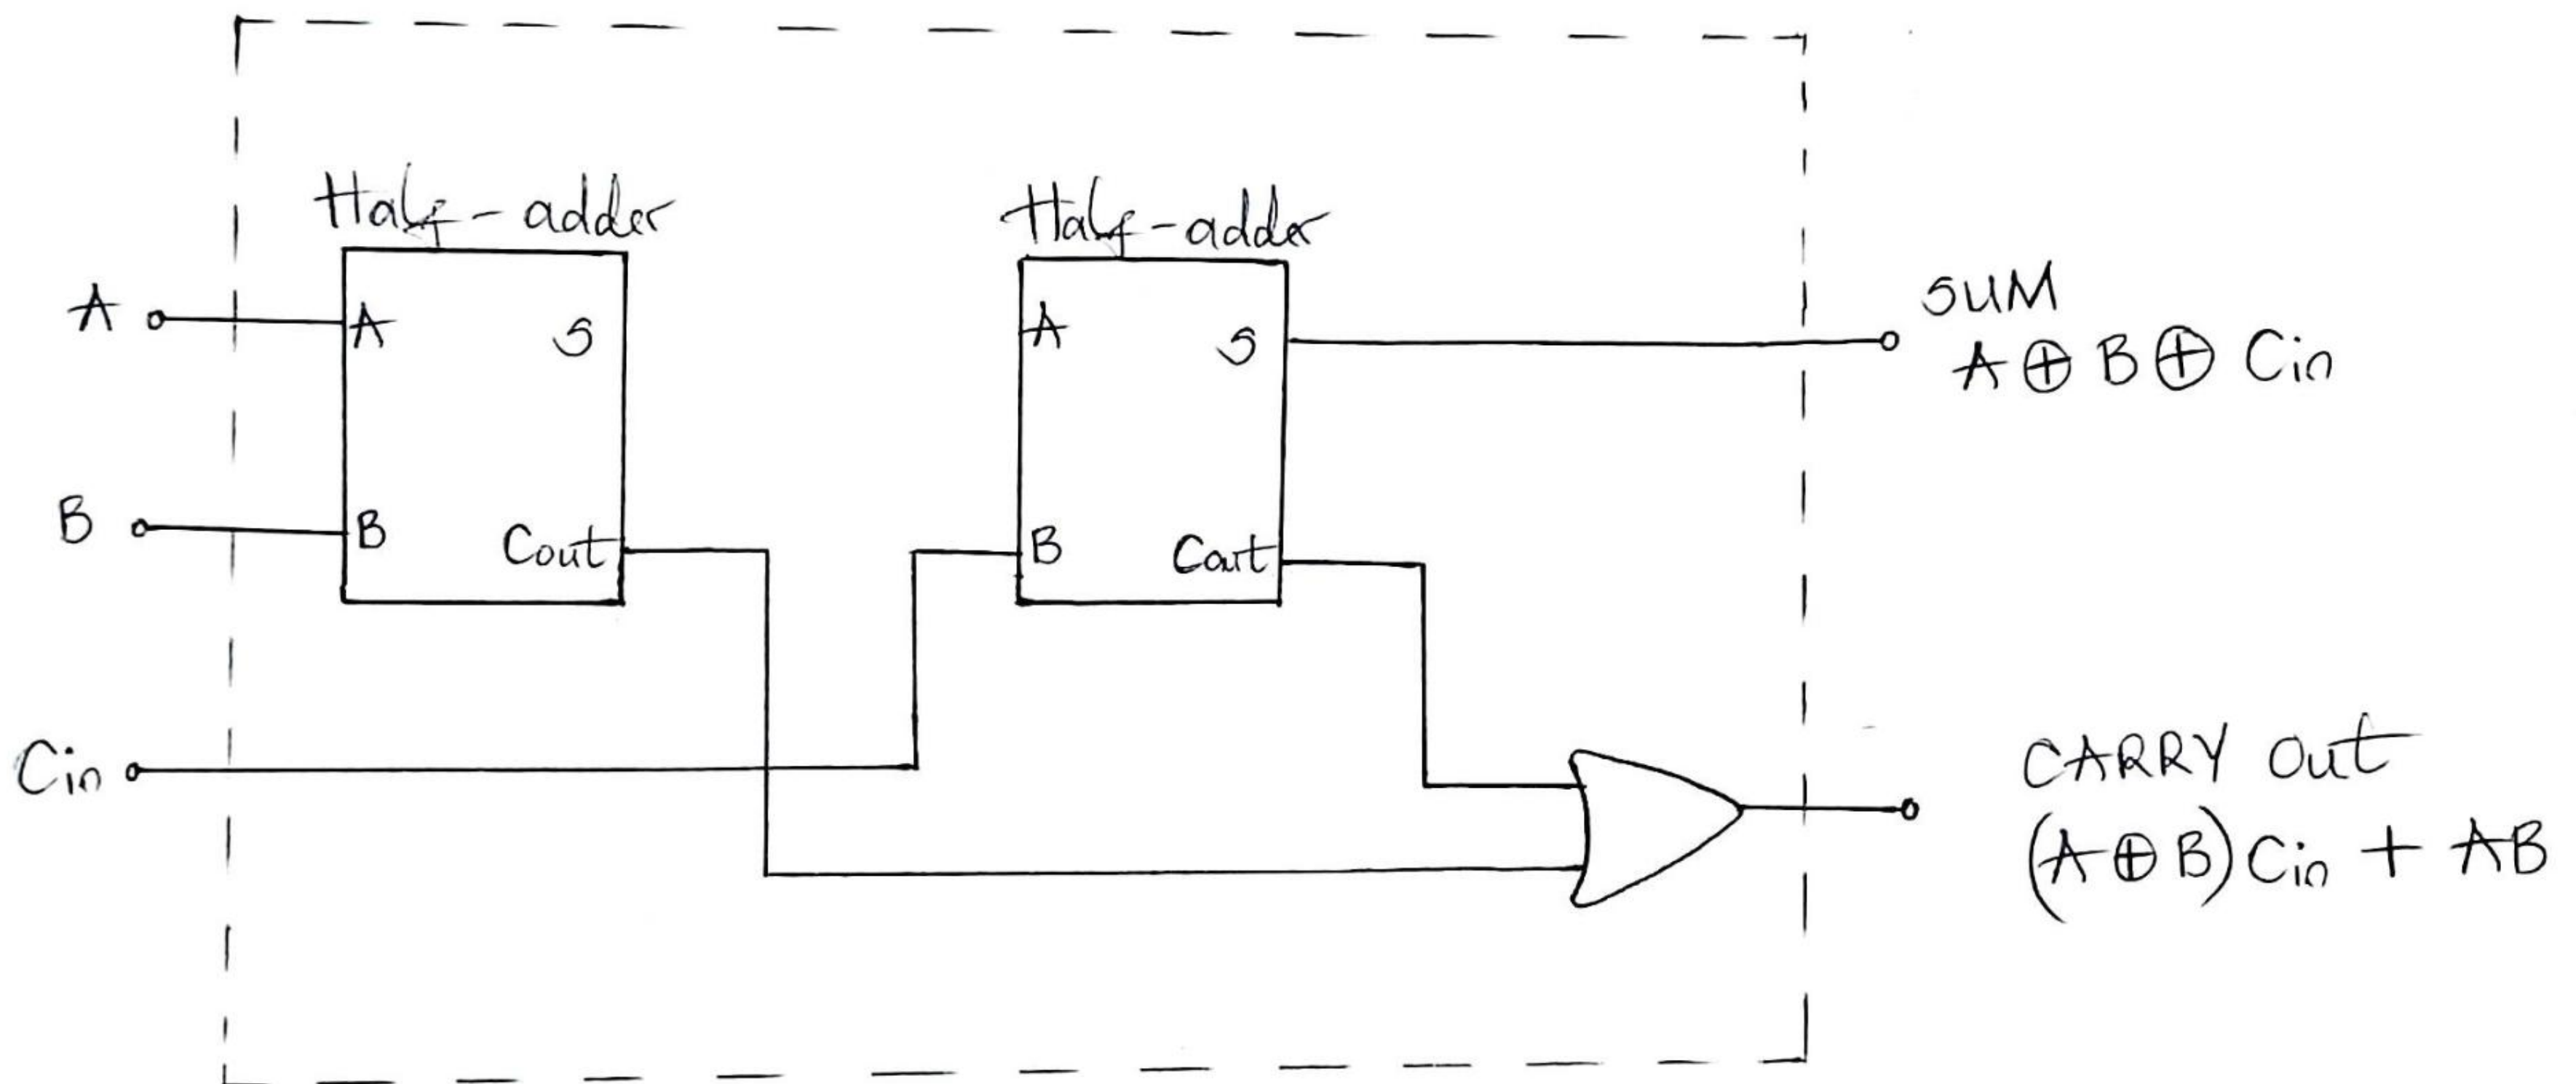 Half-adder
Half-adder
A
A
S
A
S
SUM
A ⊕ B ⊕ Cin
B
B
Cout
B
Cout
Cin
CARRY Out
(A ⊕ B) Cin + AB